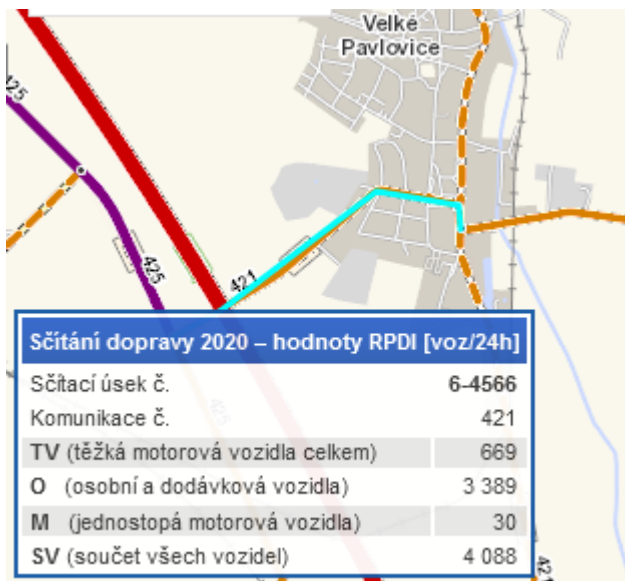 Velké
Pavlovice
425
425
421
Sčítání dopravy 2020 – hodnoty RPDI [voz/24h]
Sčítací úsek č. 6-4566
Komunikace č. 421
TV (těžká motorová vozidla celkem) 669
O (osobní a dodávková vozidla) 3 389
M (jednostopá motorová vozidla) 30
SV (součet všech vozidel) 4 088
425
421